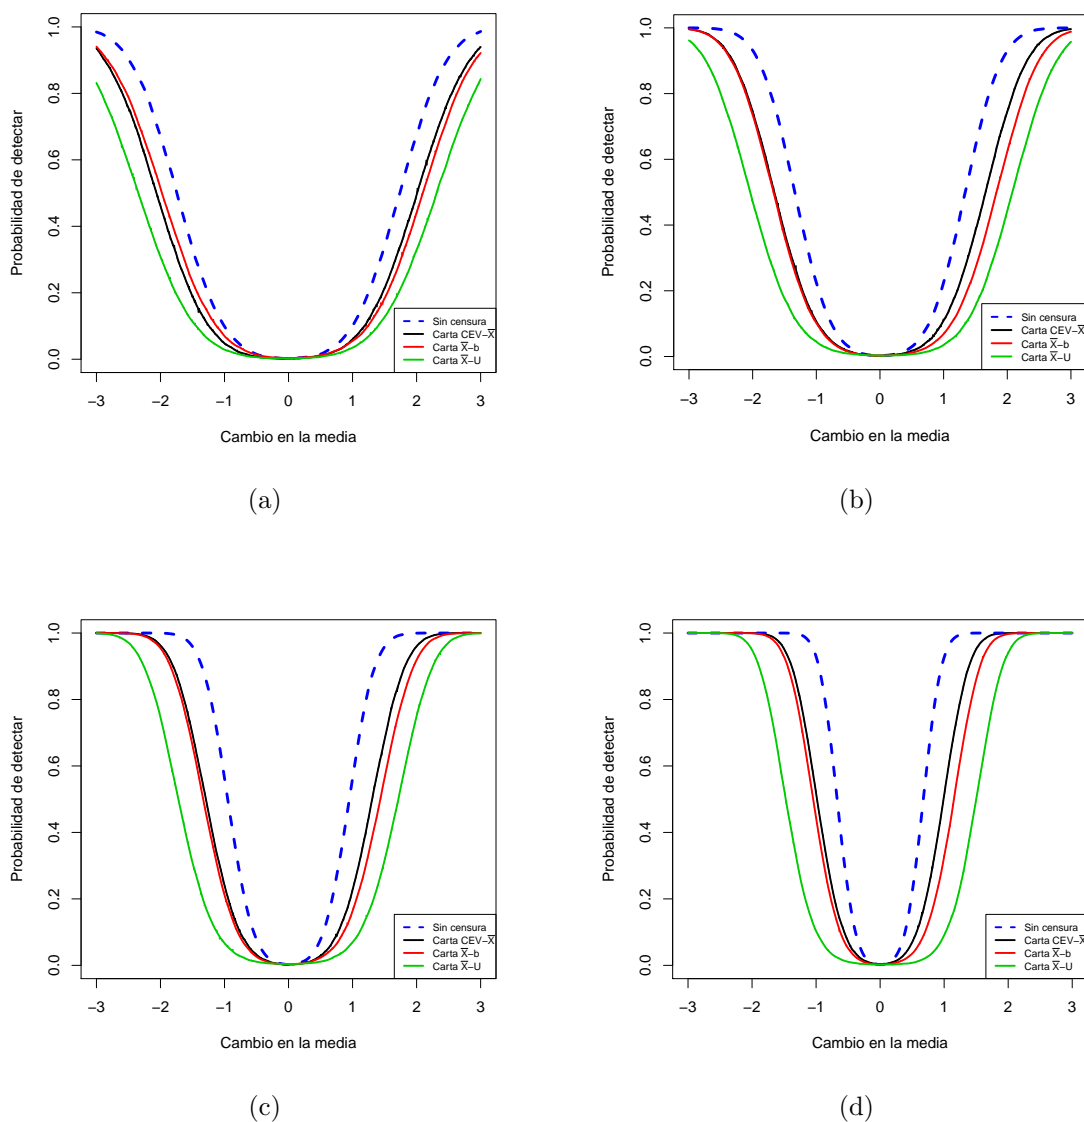 Probabilidad de detectar
1.0
0.8
0.6
0.4
0.2
0.0
−3 −2 −1 0 1 2 3
Cambio en la media
Sin censura
Carta CEV−X̅
Carta X̅−b
Carta X̅−U
(a)
Probabilidad de detectar
1.0
0.8
0.6
0.4
0.2
0.0
−3 −2 −1 0 1 2 3
Cambio en la media
Sin censura
Carta CEV−X̅
Carta X̅−b
Carta X̅−U
(b)
Probabilidad de detectar
1.0
0.8
0.6
0.4
0.2
0.0
−3 −2 −1 0 1 2 3
Cambio en la media
Sin censura
Carta CEV−X̅
Carta X̅−b
Carta X̅−U
(c)
Probabilidad de detectar
1.0
0.8
0.6
0.4
0.2
0.0
−3 −2 −1 0 1 2 3
Cambio en la media
Sin censura
Carta CEV−X̅
Carta X̅−b
Carta X̅−U
(d)